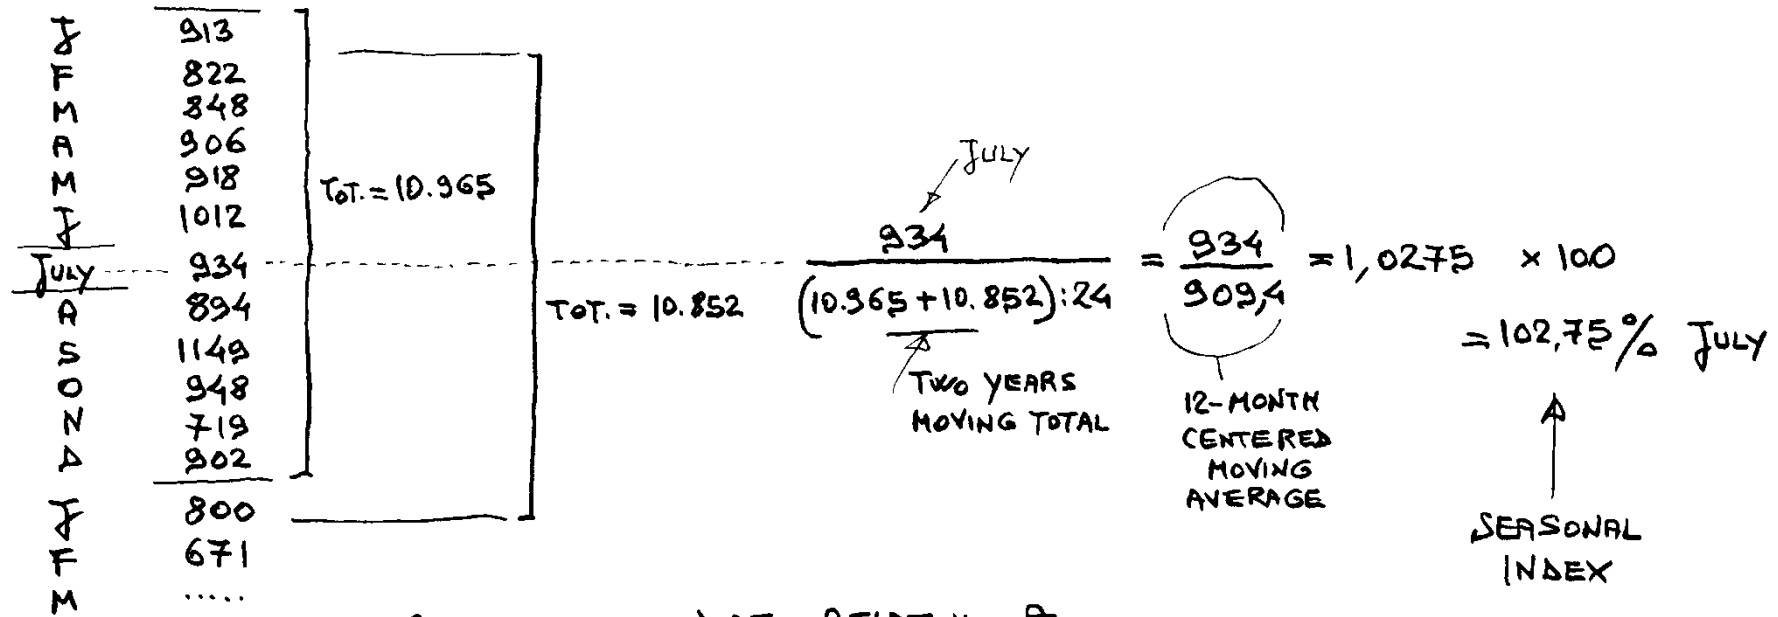 J 913
F 822
M 848
A 906
M 918
J 1012
July 934
A 894
S 1149
O 948
N 719
D 902
J 800
F 671
M .....
TOT. = 10.965
TOT. = 10.852
JULY
934
(10.965 + 10.852) : 24
TWO YEARS
MOVING TOTAL
= 934
909,4
12-MONTH
CENTERED
MOVING
AVERAGE
= 1,0275 × 100
= 102,75% JULY
SEASONAL
INDEX